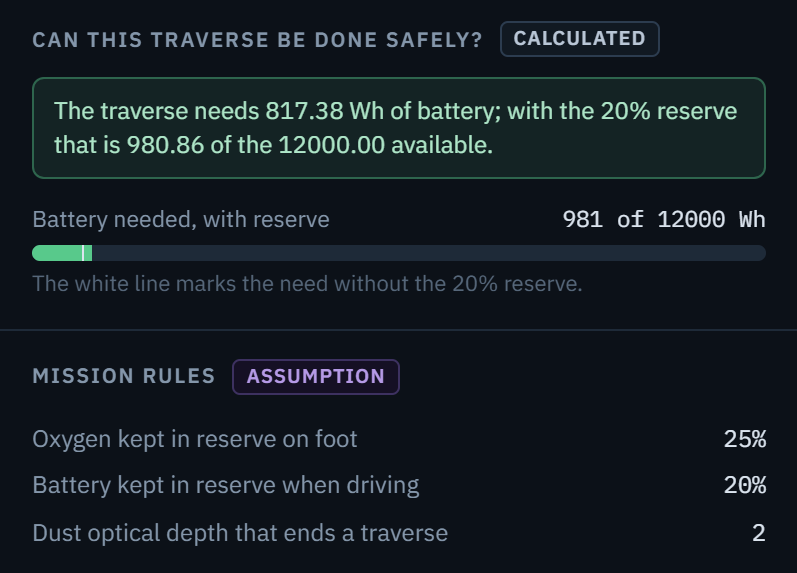 CAN THIS TRAVERSE BE DONE SAFELY? CALCULATED
The traverse needs 817.38 Wh of battery; with the 20% reserve
that is 980.86 of the 12000.00 available.
Battery needed, with reserve 981 of 12000 Wh
The white line marks the need without the 20% reserve.
MISSION RULES ASSUMPTION
Oxygen kept in reserve on foot 25%
Battery kept in reserve when driving 20%
Dust optical depth that ends a traverse 2